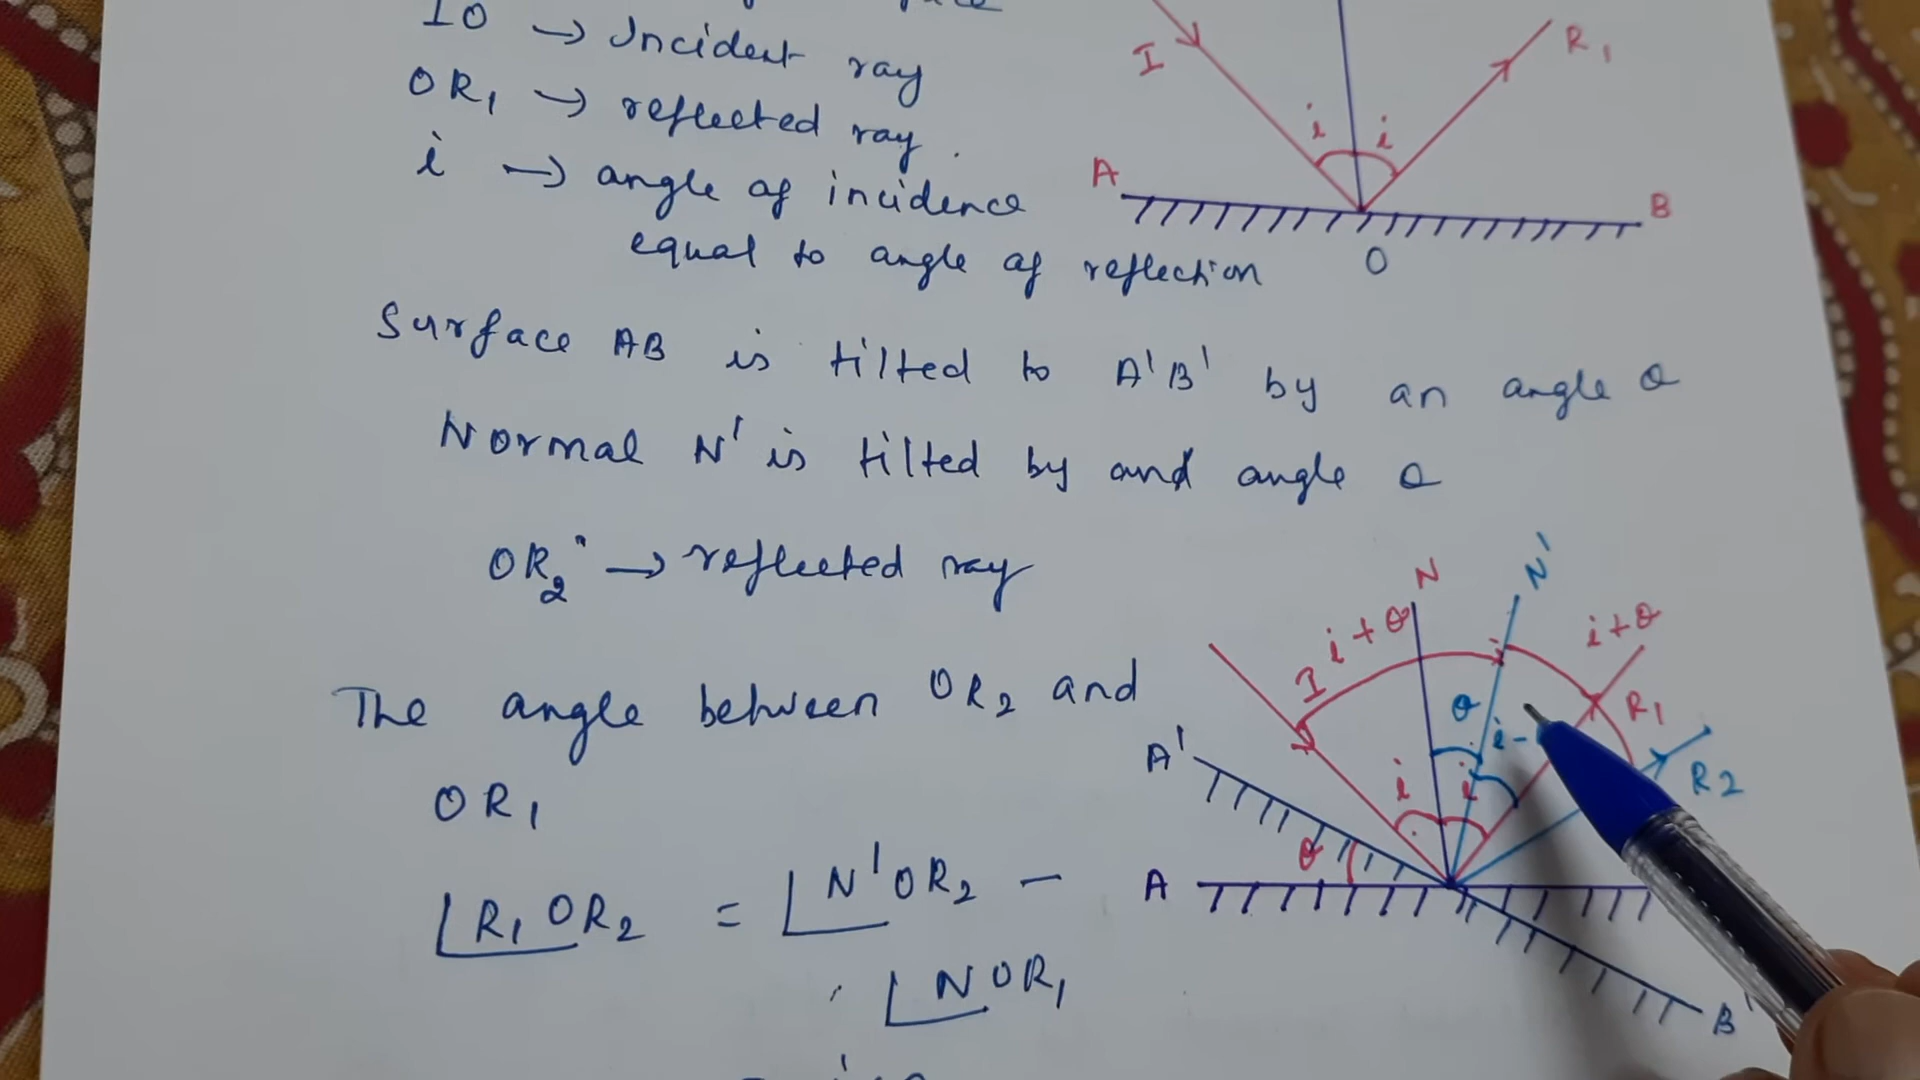 IO → Incident ray
OR₁ → reflected ray.
i → angle of incidence
equal to angle of reflection
I
R₁
i i
A
B
O
Surface AB is tilted to A'B' by an angle θ
Normal N' is tilted by and angle θ
OR₂ → reflected ray
The angle between OR₂ and
OR₁
∠R₁OR₂ = ∠N'OR₂ -
∠NOR₁
N
N'
i+θ
i+θ
I
θ
i-
R₁
R2
A'
i i
θ
A
B'